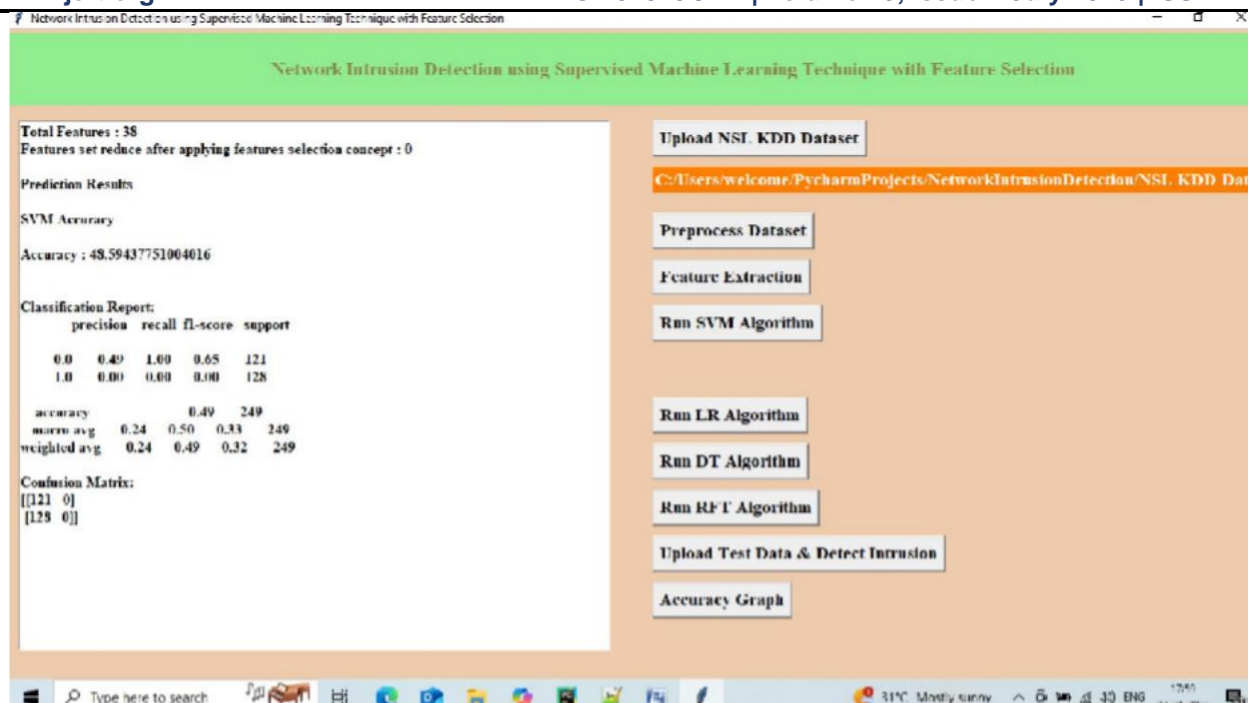 Network Intrusion Detection using Supervised Machine Learning Technique with Feature Selection
Network Intrusion Detection using Supervised Machine Learning Technique with Feature Selection
Total Features : 38
Features set reduce after applying features selection concept : 0
Prediction Results
SVM Accuracy
Accuracy : 48.59437751004016
Classification Report:
precision recall f1-score support
0.0 0.49 1.00 0.65 121
1.0 0.00 0.00 0.00 128
accuracy 0.49 249
macro avg 0.24 0.50 0.33 249
weighted avg 0.24 0.49 0.32 249
Confusion Matrix:
[[121 0]
[128 0]]
Upload NSL KDD Dataset
C:/Users/welcome/PycharmProjects/NetworkIntrusionDetection/NSL KDD Dat
Preprocess Dataset
Feature Extraction
Run SVM Algorithm
Run LR Algorithm
Run DT Algorithm
Run RFT Algorithm
Upload Test Data & Detect Intrusion
Accuracy Graph
Type here to search
31°C Mostly sunny ENG